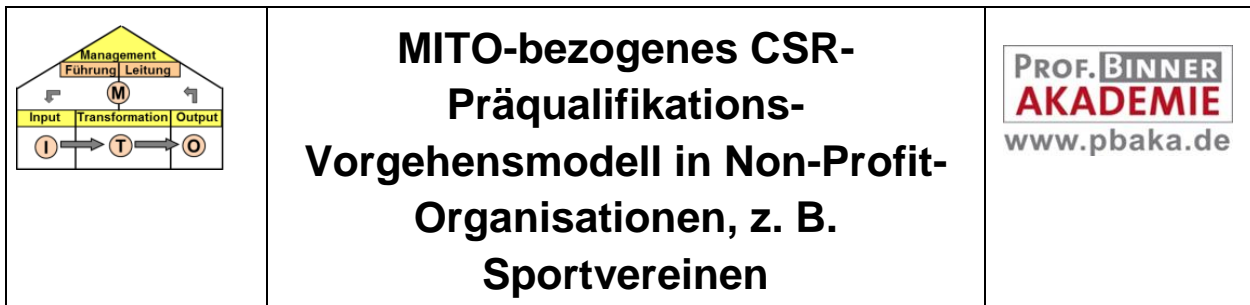 Management
Führung Leitung
M
Input Transformation Output
I T O
MITO-bezogenes CSR-
Präqualifikations-
Vorgehensmodell in Non-Profit-
Organisationen, z. B.
Sportvereinen
PROF. BINNER
AKADEMIE
www.pbaka.de